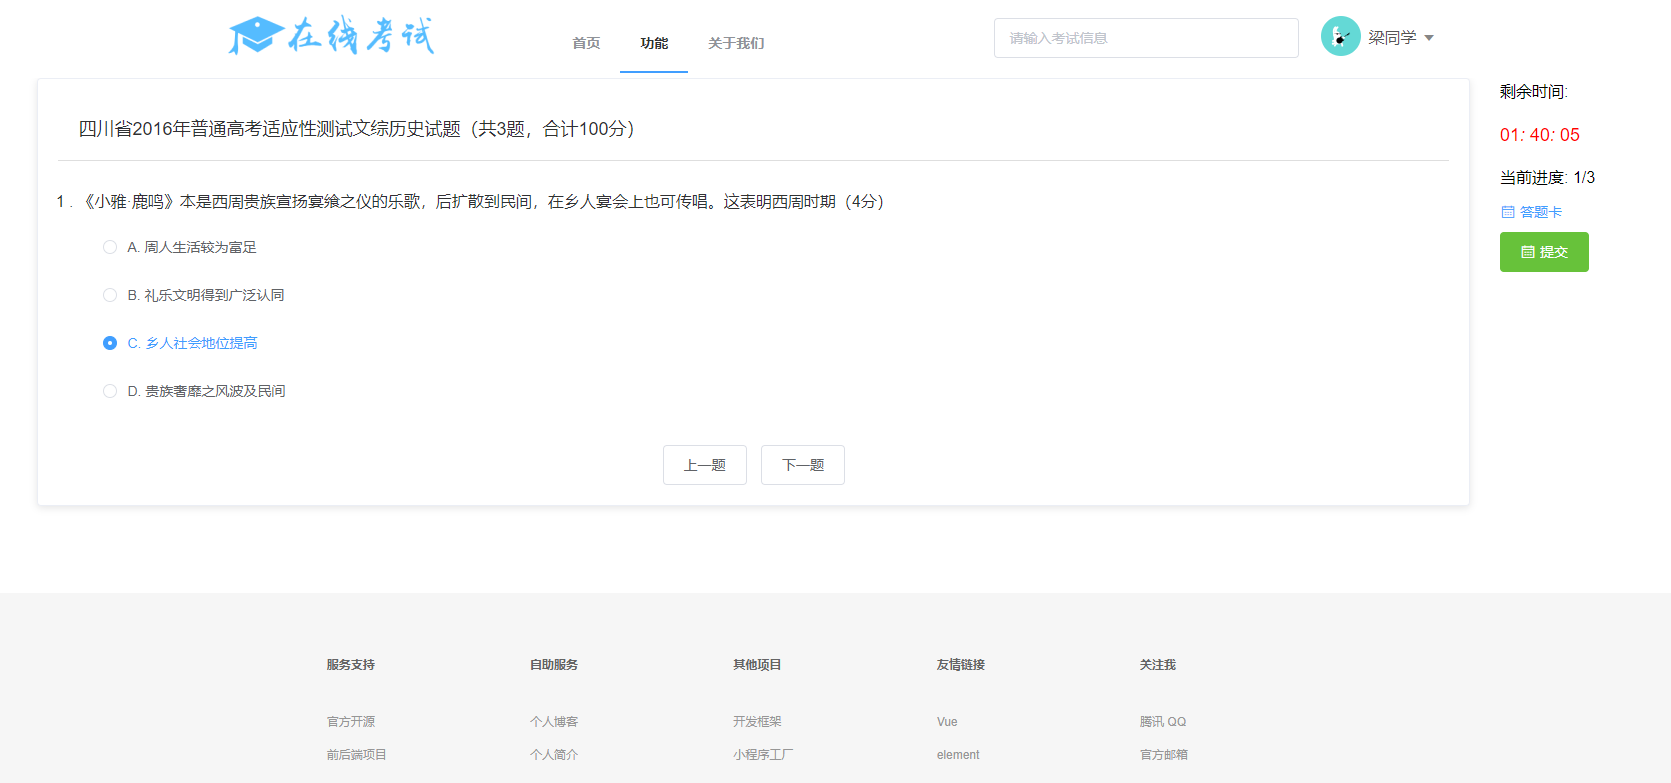 在线考试
首页
功能
关于我们
请输入考试信息
梁同学
四川省2016年普通高考适应性测试文综历史试题（共3题，合计100分）
1 . 《小雅·鹿鸣》本是西周贵族宣扬宴飨之仪的乐歌，后扩散到民间，在乡人宴会上也可传唱。这表明西周时期（4分）
A. 周人生活较为富足
B. 礼乐文明得到广泛认同
C. 乡人社会地位提高
D. 贵族奢靡之风波及民间
上一题
下一题
剩余时间:
01: 40: 05
当前进度: 1/3
答题卡
提交
服务支持
自助服务
其他项目
友情链接
关注我
官方开源
个人博客
开发框架
Vue
腾讯 QQ
前后端项目
个人简介
小程序工厂
element
官方邮箱